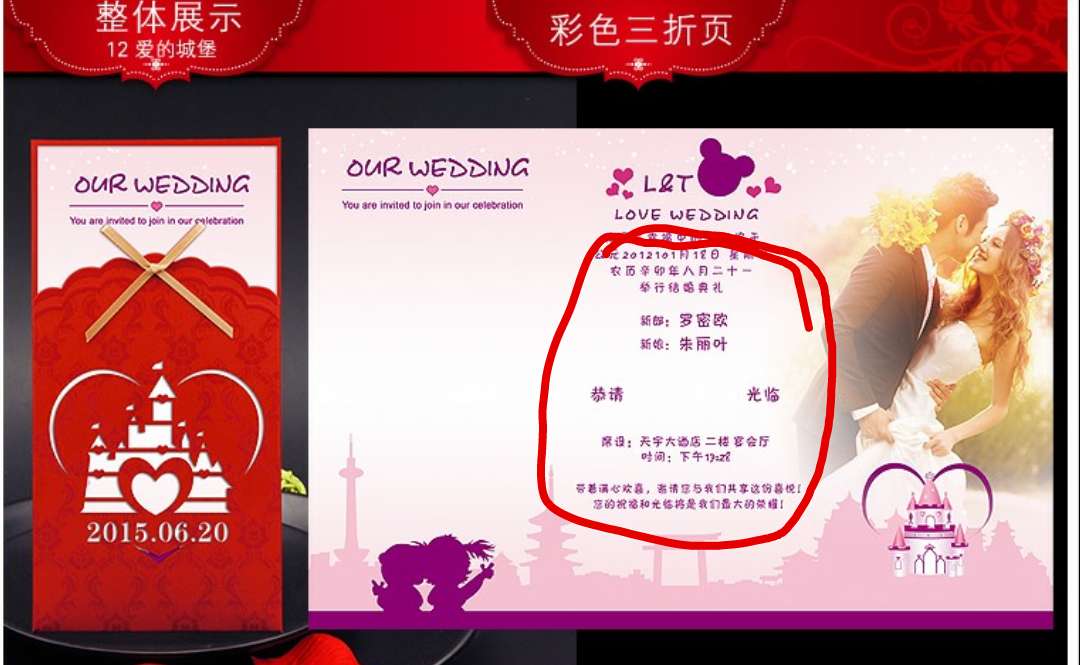 整体展示
12 爱的城堡
彩色三折页
OUR WEDDING
You are invited to join in our celebration
2015.06.20
OUR WEDDING
You are invited to join in our celebration
L&T
LOVE WEDDING
元2012101月18日 星
农历辛卯年八月二十一
举行结婚典礼
新郎：罗密欧
新娘：朱丽叶
恭请 光临
席设：天宇大酒店 二楼 宴会厅
时间：下午13:28
带着满心欢喜，邀请您与我们共享这份喜悦！
您的祝福和光临将是我们最大的荣耀！